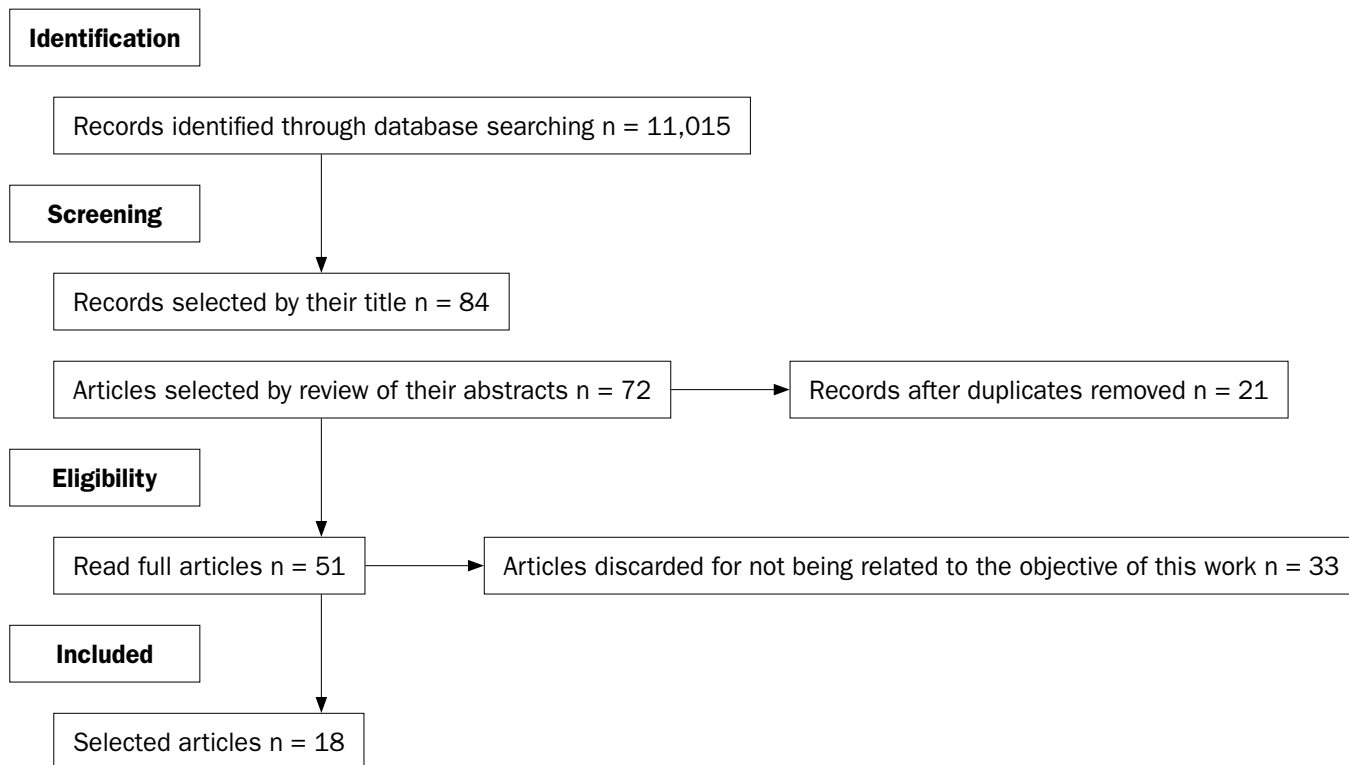 Identification
Records identified through database searching n = 11,015
Screening
Records selected by their title n = 84
Articles selected by review of their abstracts n = 72
Records after duplicates removed n = 21
Eligibility
Read full articles n = 51
Articles discarded for not being related to the objective of this work n = 33
Included
Selected articles n = 18